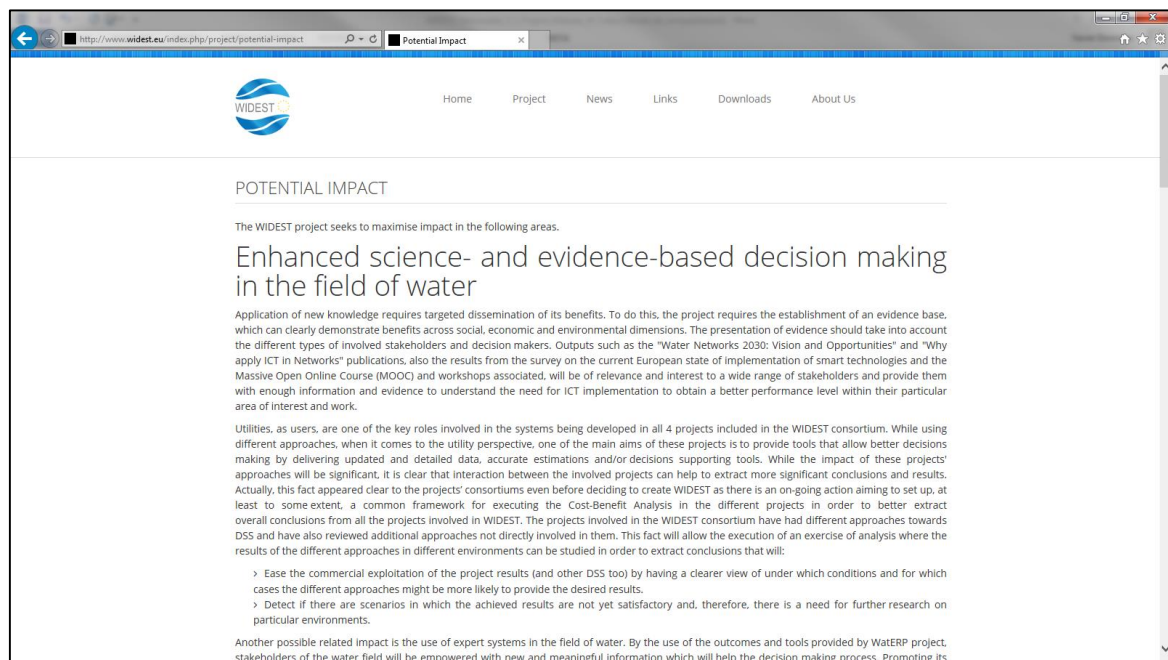 http://www.widest.eu/index.php/project/potential-impact
Potential Impact
WIDEST
Home Project News Links Downloads About Us
POTENTIAL IMPACT
The WIDEST project seeks to maximise impact in the following areas.
Enhanced science- and evidence-based decision making
in the field of water
Application of new knowledge requires targeted dissemination of its benefits. To do this, the project requires the establishment of an evidence base,
which can clearly demonstrate benefits across social, economic and environmental dimensions. The presentation of evidence should take into account
the different types of involved stakeholders and decision makers. Outputs such as the "Water Networks 2030: Vision and Opportunities" and "Why
apply ICT in Networks" publications, also the results from the survey on the current European state of implementation of smart technologies and the
Massive Open Online Course (MOOC) and workshops associated, will be of relevance and interest to a wide range of stakeholders and provide them
with enough information and evidence to understand the need for ICT implementation to obtain a better performance level within their particular
area of interest and work.
Utilities, as users, are one of the key roles involved in the systems being developed in all 4 projects included in the WIDEST consortium. While using
different approaches, when it comes to the utility perspective, one of the main aims of these projects is to provide tools that allow better decisions
making by delivering updated and detailed data, accurate estimations and/or decisions supporting tools. While the impact of these projects'
approaches will be significant, it is clear that interaction between the involved projects can help to extract more significant conclusions and results.
Actually, this fact appeared clear to the projects' consortiums even before deciding to create WIDEST as there is an on-going action aiming to set up, at
least to some extent, a common framework for executing the Cost-Benefit Analysis in the different projects in order to better extract
overall conclusions from all the projects involved in WIDEST. The projects involved in the WIDEST consortium have had different approaches towards
DSS and have also reviewed additional approaches not directly involved in them. This fact will allow the execution of an exercise of analysis where the
results of the different approaches in different environments can be studied in order to extract conclusions that will:
> Ease the commercial exploitation of the project results (and other DSS too) by having a clearer view of under which conditions and for which
cases the different approaches might be more likely to provide the desired results.
> Detect if there are scenarios in which the achieved results are not yet satisfactory and, therefore, there is a need for further research on
particular environments.
Another possible related impact is the use of expert systems in the field of water. By the use of the outcomes and tools provided by WatERP project,
stakeholders of the water field will be empowered with new and meaningful information which will help the decision making process. Promoting its